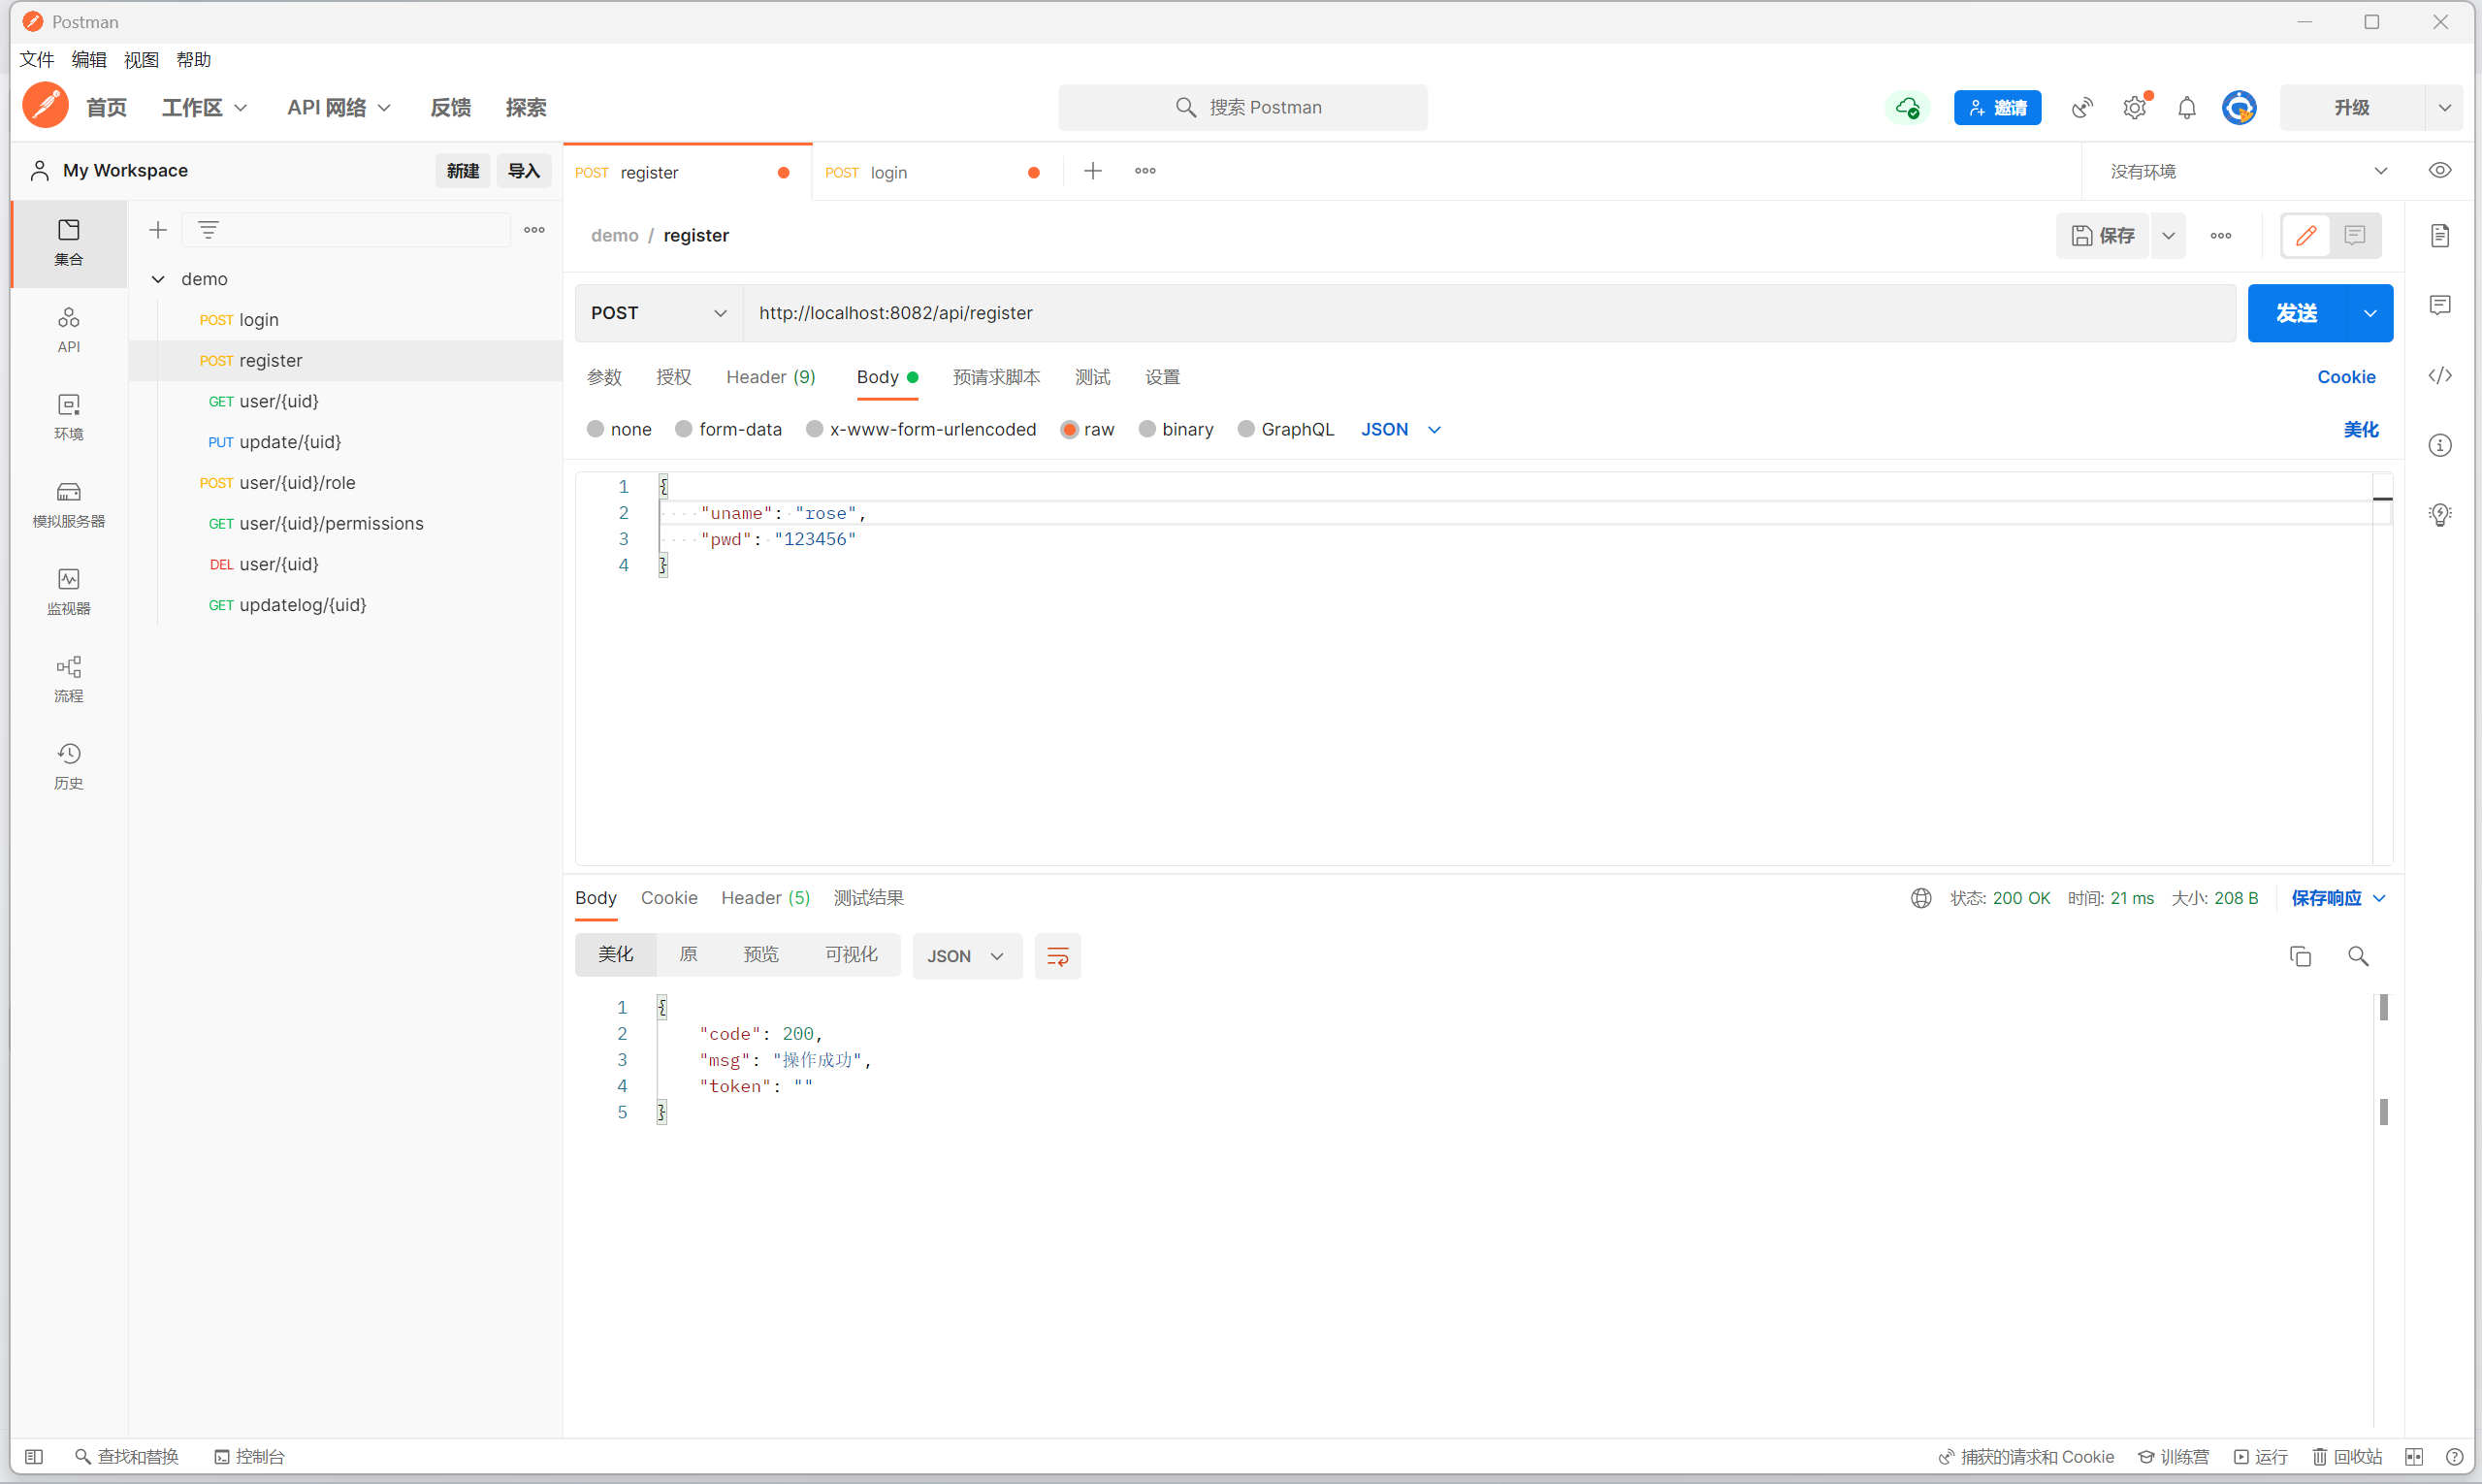 Postman
文件 编辑 视图 帮助
首页 工作区 API 网络 反馈 探索 搜索 Postman 邀请 升级
My Workspace 新建 导入
POST register POST login 没有环境
集合
API
环境
模拟服务器
监视器
流程
历史
demo
POST login
POST register
GET user/{uid}
PUT update/{uid}
POST user/{uid}/role
GET user/{uid}/permissions
DEL user/{uid}
GET updatelog/{uid}
demo / register 保存
POST http://localhost:8082/api/register 发送
参数 授权 Header (9) Body 预请求脚本 测试 设置 Cookie
none form-data x-www-form-urlencoded raw binary GraphQL JSON 美化
1 {
2 "uname": "rose",
3 "pwd": "123456"
4 }
Body Cookie Header (5) 测试结果 状态: 200 OK 时间: 21 ms 大小: 208 B 保存响应
美化 原 预览 可视化 JSON
1 {
2 "code": 200,
3 "msg": "操作成功",
4 "token": ""
5 }
查找和替换 控制台 捕获的请求和 Cookie 训练营 运行 回收站